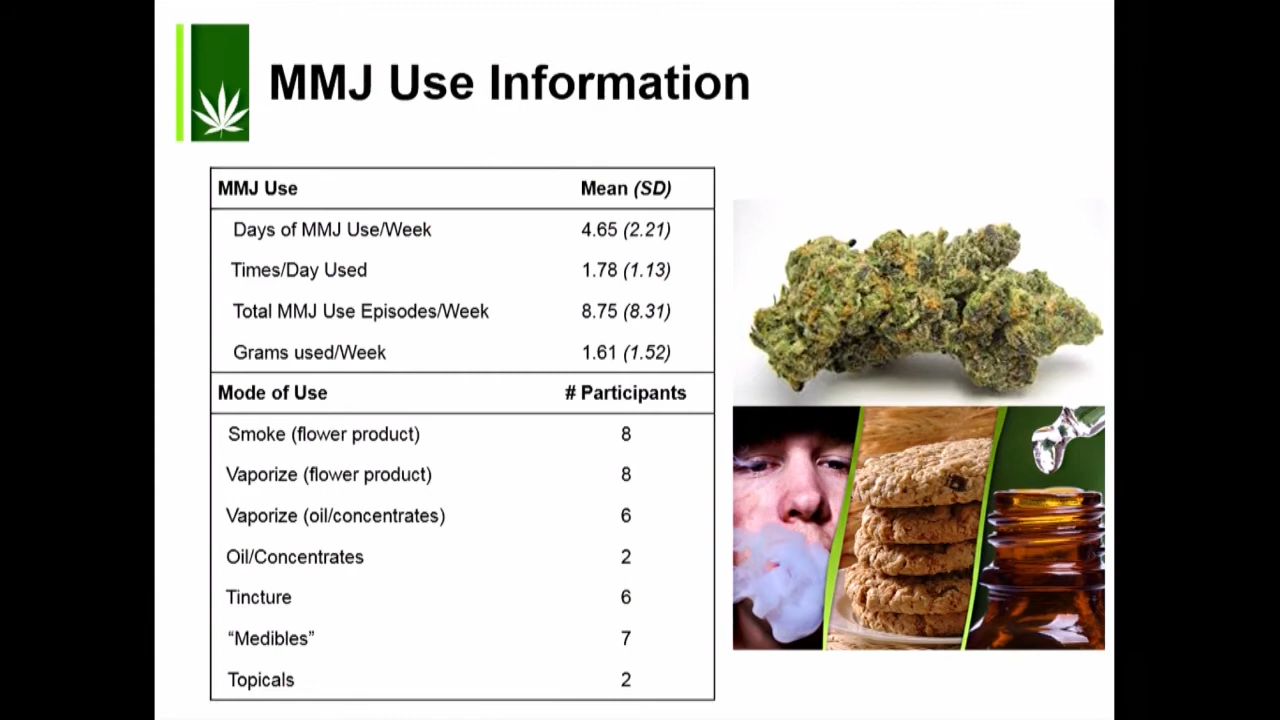 MMJ Use Information
MMJ Use Mean (SD)
Days of MMJ Use/Week 4.65 (2.21)
Times/Day Used 1.78 (1.13)
Total MMJ Use Episodes/Week 8.75 (8.31)
Grams used/Week 1.61 (1.52)
Mode of Use # Participants
Smoke (flower product) 8
Vaporize (flower product) 8
Vaporize (oil/concentrates) 6
Oil/Concentrates 2
Tincture 6
“Medibles” 7
Topicals 2